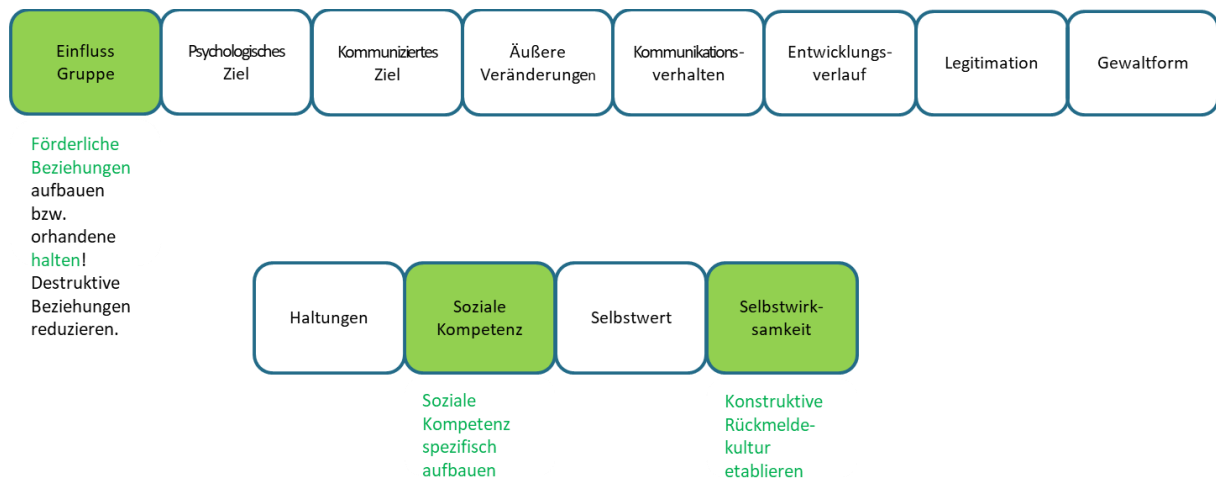 Einfluss
Gruppe
Psychologisches
Ziel
Kommuniziertes
Ziel
Äußere
Veränderungen
Kommunikations-
verhalten
Entwicklungs-
verlauf
Legitimation
Gewaltform
Förderliche
Beziehungen
aufbauen
bzw.
orhandene
halten!
Destruktive
Beziehungen
reduzieren.
Haltungen
Soziale
Kompetenz
Selbstwert
Selbstwirk-
samkeit
Soziale
Kompetenz
spezifisch
aufbauen
Konstruktive
Rückmelde-
kultur
etablieren